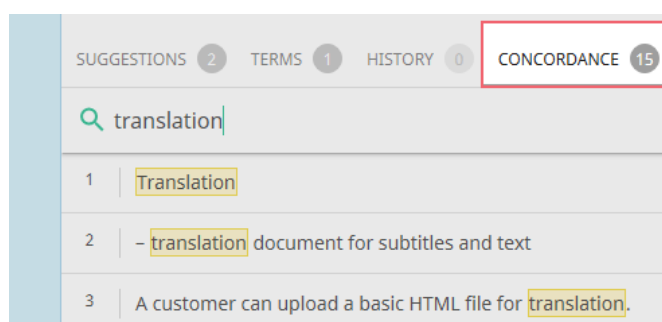 SUGGESTIONS 2 TERMS 1 HISTORY 0 CONCORDANCE 15
translation
1 Translation
2 – translation document for subtitles and text
3 A customer can upload a basic HTML file for translation.